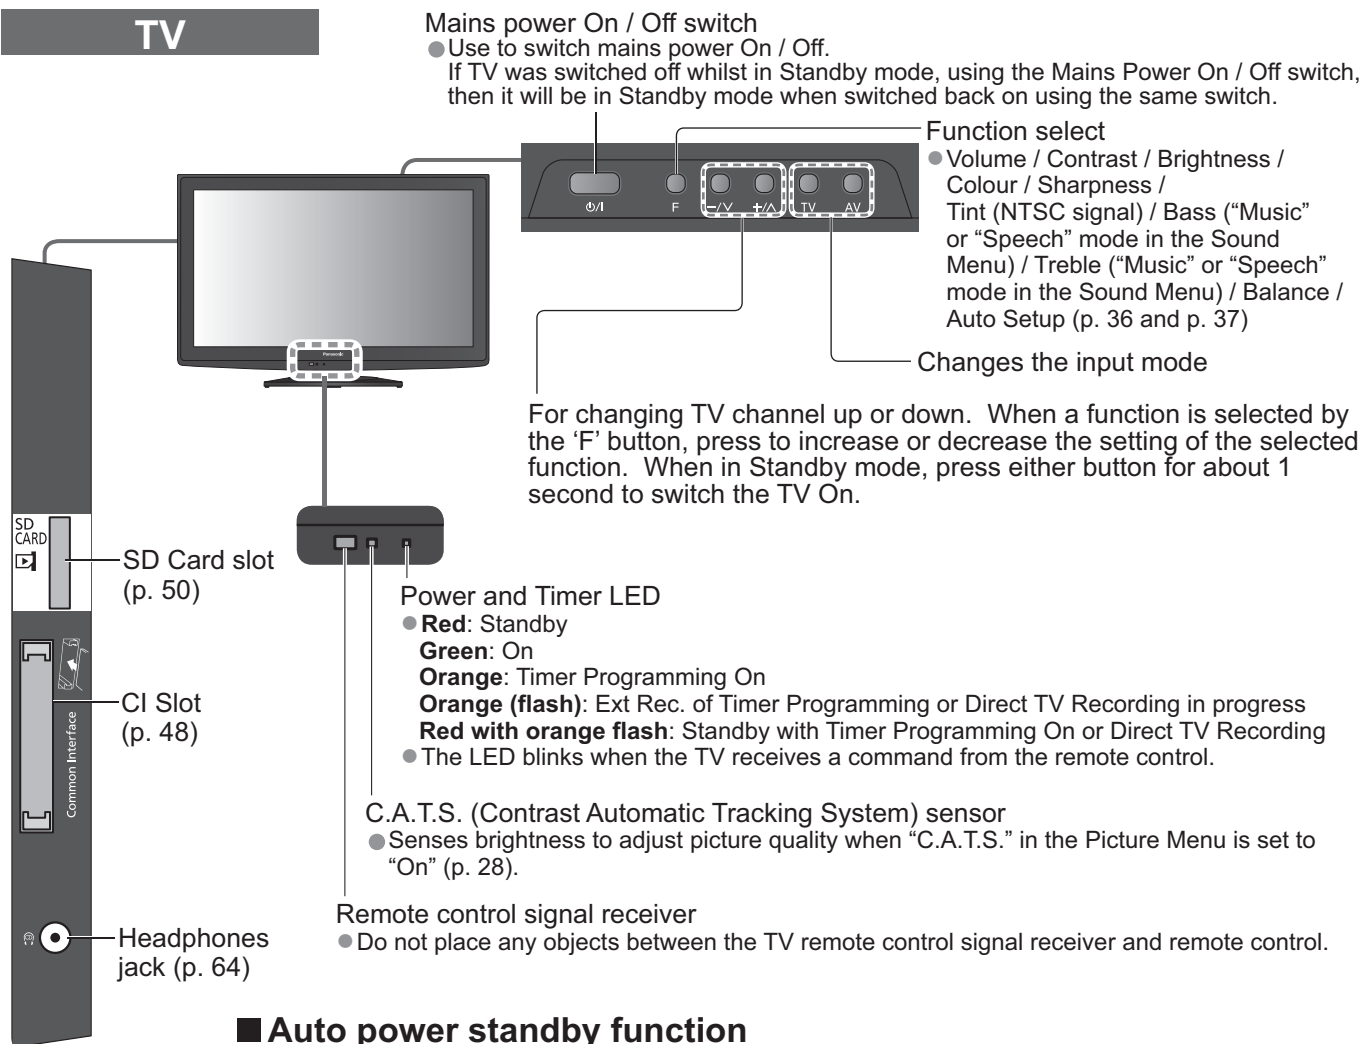 TV
Mains power On / Off switch
●Use to switch mains power On / Off.
If TV was switched off whilst in Standby mode, using the Mains Power On / Off switch,
then it will be in Standby mode when switched back on using the same switch.
Function select
●Volume / Contrast / Brightness /
Colour / Sharpness /
Tint (NTSC signal) / Bass (“Music”
or “Speech” mode in the Sound
Menu) / Treble (“Music” or “Speech”
mode in the Sound Menu) / Balance /
Auto Setup (p. 36 and p. 37)
⏻/I F −/∨ +/∧ TV AV
Changes the input mode
Panasonic
For changing TV channel up or down. When a function is selected by
the ‘F’ button, press to increase or decrease the setting of the selected
function. When in Standby mode, press either button for about 1
second to switch the TV On.
SD
CARD
SD Card slot
(p. 50)
CI Slot
(p. 48)
Common Interface
Headphones
jack (p. 64)
Power and Timer LED
●Red: Standby
Green: On
Orange: Timer Programming On
Orange (flash): Ext Rec. of Timer Programming or Direct TV Recording in progress
Red with orange flash: Standby with Timer Programming On or Direct TV Recording
●The LED blinks when the TV receives a command from the remote control.
C.A.T.S. (Contrast Automatic Tracking System) sensor
●Senses brightness to adjust picture quality when “C.A.T.S.” in the Picture Menu is set to
“On” (p. 28).
Remote control signal receiver
●Do not place any objects between the TV remote control signal receiver and remote control.
■Auto power standby function